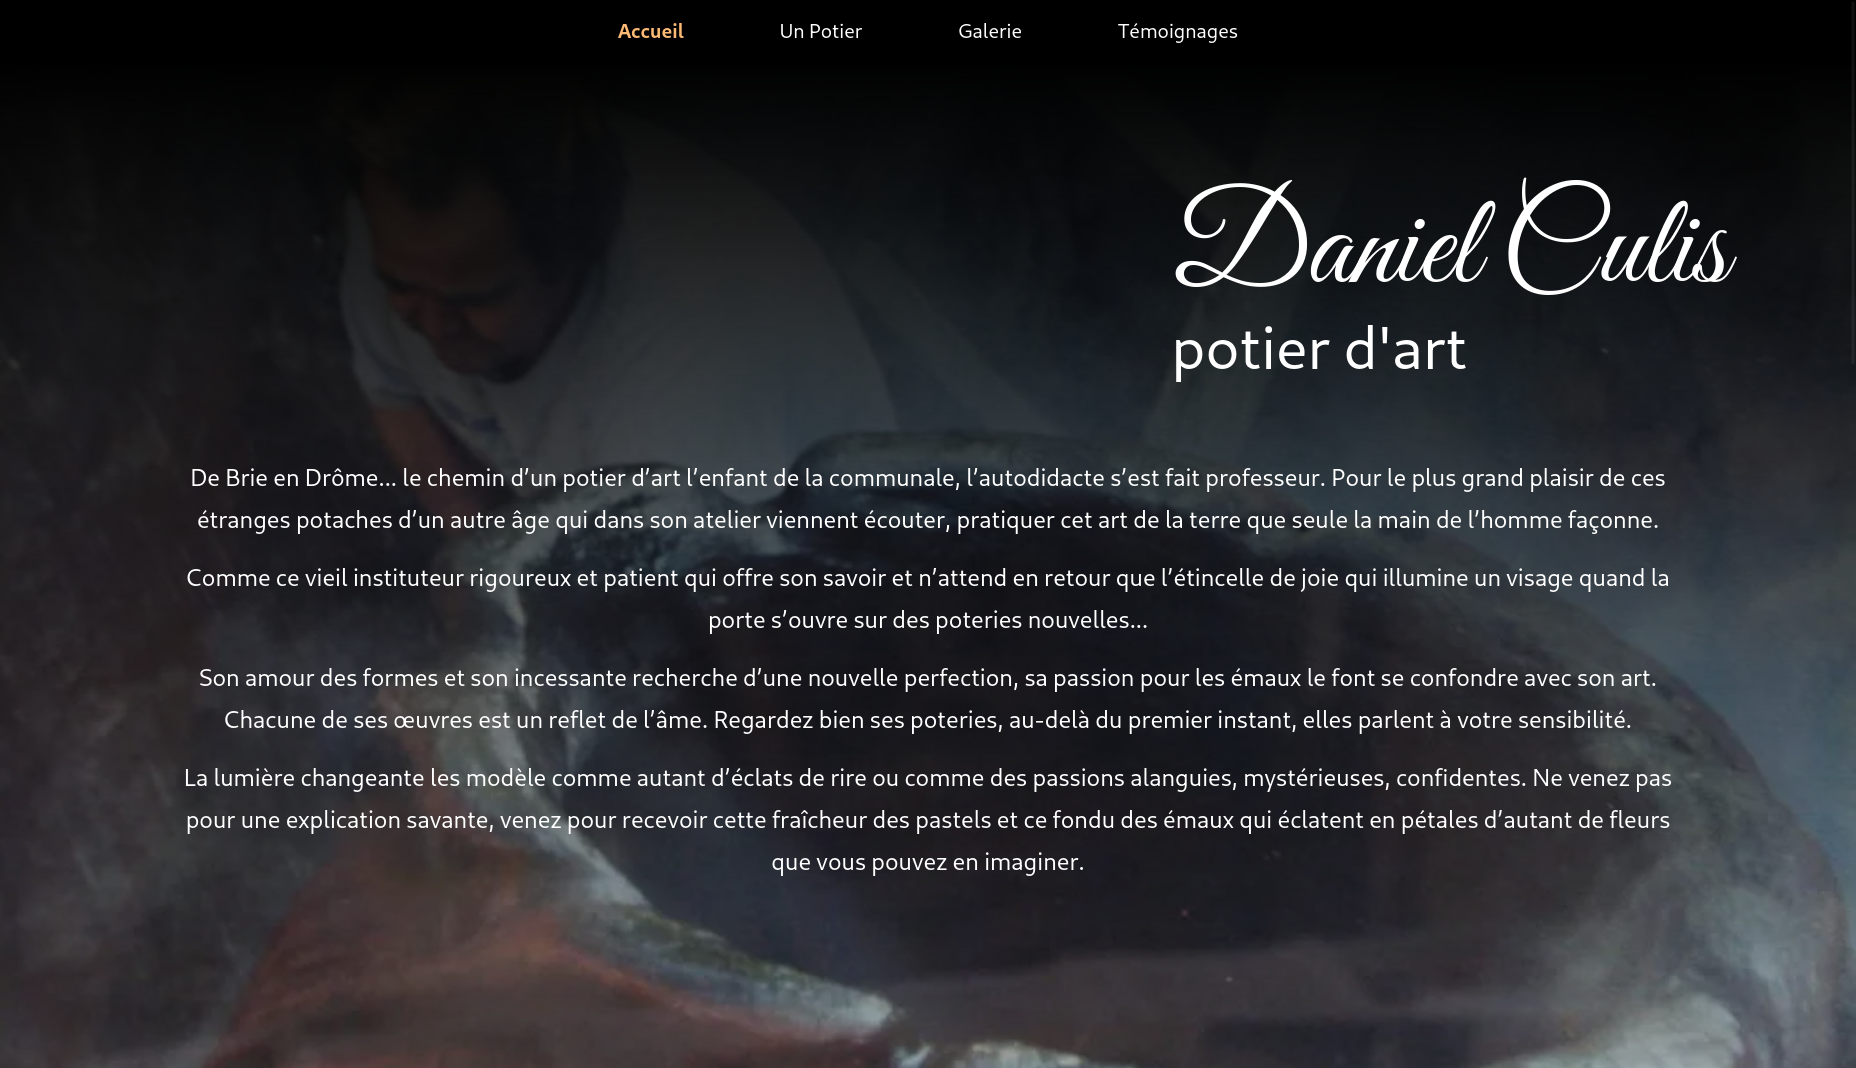 Accueil Un Potier Galerie Témoignages
Daniel Culis
potier d'art
De Brie en Drôme… le chemin d’un potier d’art l’enfant de la communale, l’autodidacte s’est fait professeur. Pour le plus grand plaisir de ces
étranges potaches d’un autre âge qui dans son atelier viennent écouter, pratiquer cet art de la terre que seule la main de l’homme façonne.
Comme ce vieil instituteur rigoureux et patient qui offre son savoir et n’attend en retour que l’étincelle de joie qui illumine un visage quand la
porte s’ouvre sur des poteries nouvelles…
Son amour des formes et son incessante recherche d’une nouvelle perfection, sa passion pour les émaux le font se confondre avec son art.
Chacune de ses œuvres est un reflet de l’âme. Regardez bien ses poteries, au-delà du premier instant, elles parlent à votre sensibilité.
La lumière changeante les modèle comme autant d’éclats de rire ou comme des passions alanguies, mystérieuses, confidentes. Ne venez pas
pour une explication savante, venez pour recevoir cette fraîcheur des pastels et ce fondu des émaux qui éclatent en pétales d’autant de fleurs
que vous pouvez en imaginer.